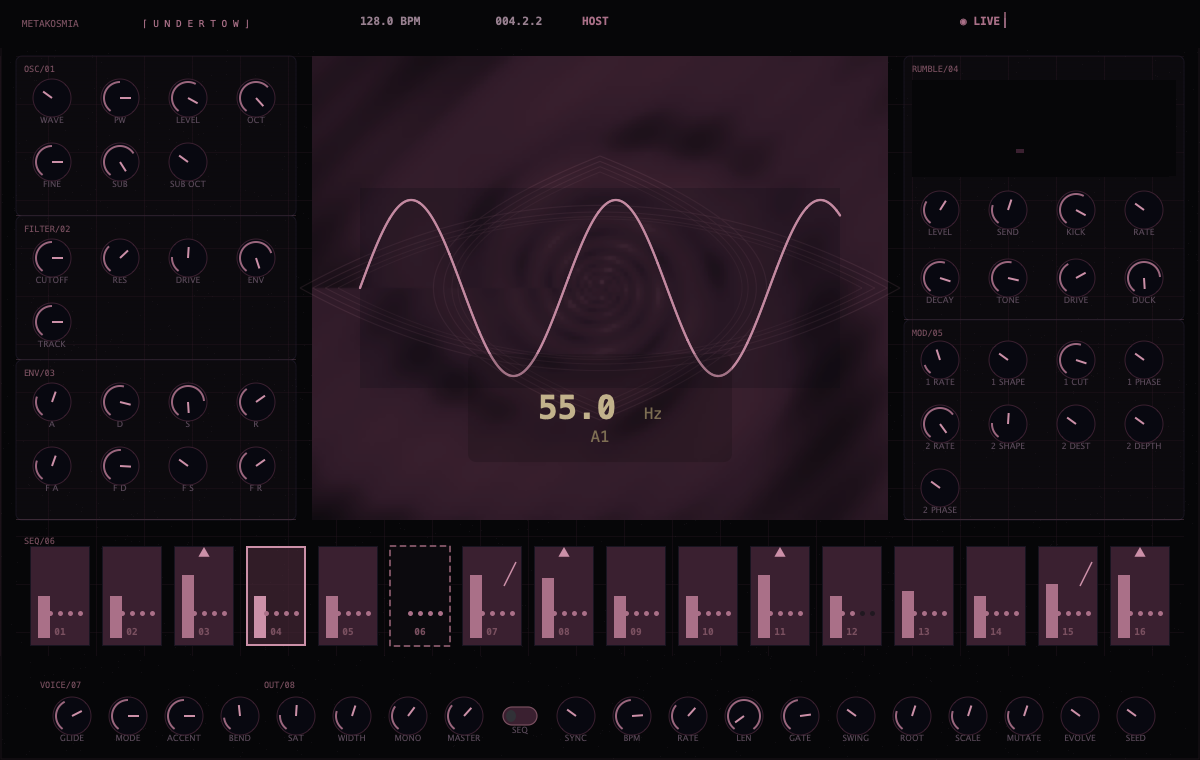 METAKOSMIA [UNDERTOW] 128.0 BPM 004.2.2 HOST ◉ LIVE
OSC/01
WAVE PW LEVEL OCT
FINE SUB SUB OCT
FILTER/02
CUTOFF RES DRIVE ENV
TRACK
ENV/03
A D S R
F A F D F S F R
55.0 Hz
A1
RUMBLE/04
LEVEL SEND KICK RATE
DECAY TONE DRIVE DUCK
MOD/05
1 RATE 1 SHAPE 1 CUT 1 PHASE
2 RATE 2 SHAPE 2 DEST 2 DEPTH
2 PHASE
SEQ/06
01 02 03 04 05 06 07 08 09 10 11 12 13 14 15 16
VOICE/07 OUT/08
GLIDE MODE ACCENT BEND SAT WIDTH MONO MASTER SEQ SYNC BPM RATE LEN GATE SWING ROOT SCALE MUTATE EVOLVE SEED